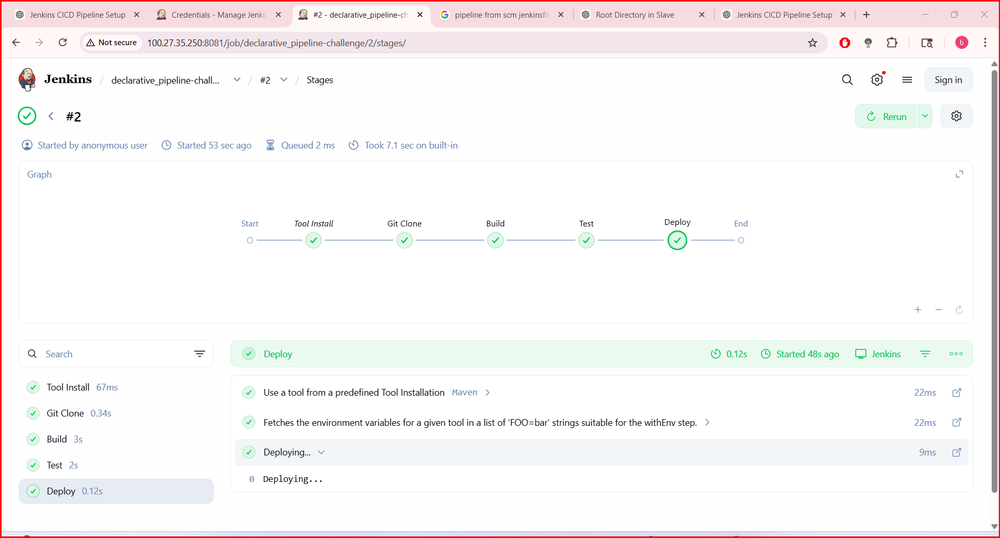 Jenkins CICD Pipeline Setup
Credentials - Manage Jenkin
#2 - declarative_pipeline-ch
pipeline from scm jenkinsfil
Root Directory in Slave
Jenkins CICD Pipeline Setup
Not secure 100.27.35.250:8081/job/declarative_pipeline-challenge/2/stages/
b
Jenkins / declarative_pipeline-chall... / #2 / Stages
Sign in
#2
Rerun
Started by anonymous user Started 53 sec ago Queued 2 ms Took 7.1 sec on built-in
Graph
Start Tool Install Git Clone Build Test Deploy End
Search
Tool Install 67ms
Git Clone 0.34s
Build 3s
Test 2s
Deploy 0.12s
Deploy 0.12s Started 48s ago Jenkins
Use a tool from a predefined Tool Installation Maven 22ms
Fetches the environment variables for a given tool in a list of 'FOO=bar' strings suitable for the withEnv step. 22ms
Deploying... 9ms
0 Deploying...